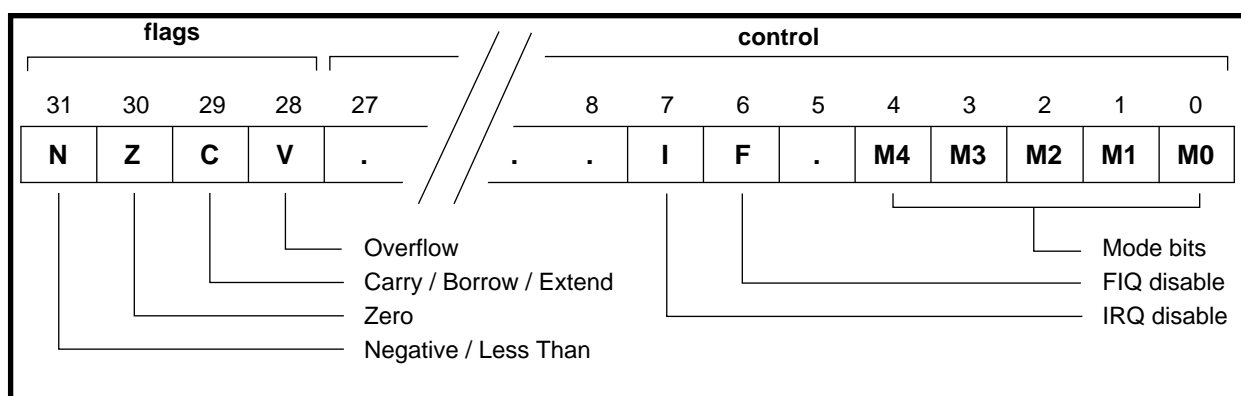 flags control
31 30 29 28 27 8 7 6 5 4 3 2 1 0
N Z C V . . . I F . M4 M3 M2 M1 M0
Overflow Mode bits
Carry / Borrow / Extend FIQ disable
Zero IRQ disable
Negative / Less Than